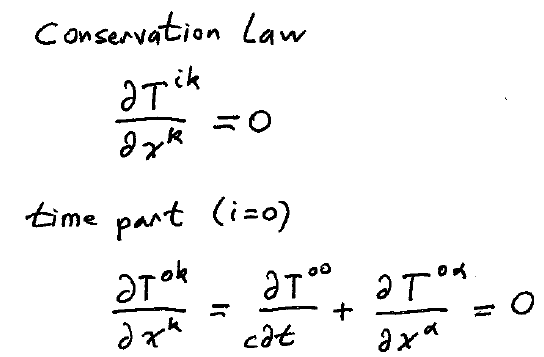 Conservation Law
∂T^{ik}/∂x^k = 0
time part (i=0)
∂T^{0k}/∂x^k = ∂T^{00}/c∂t + ∂T^{0α}/∂x^α = 0